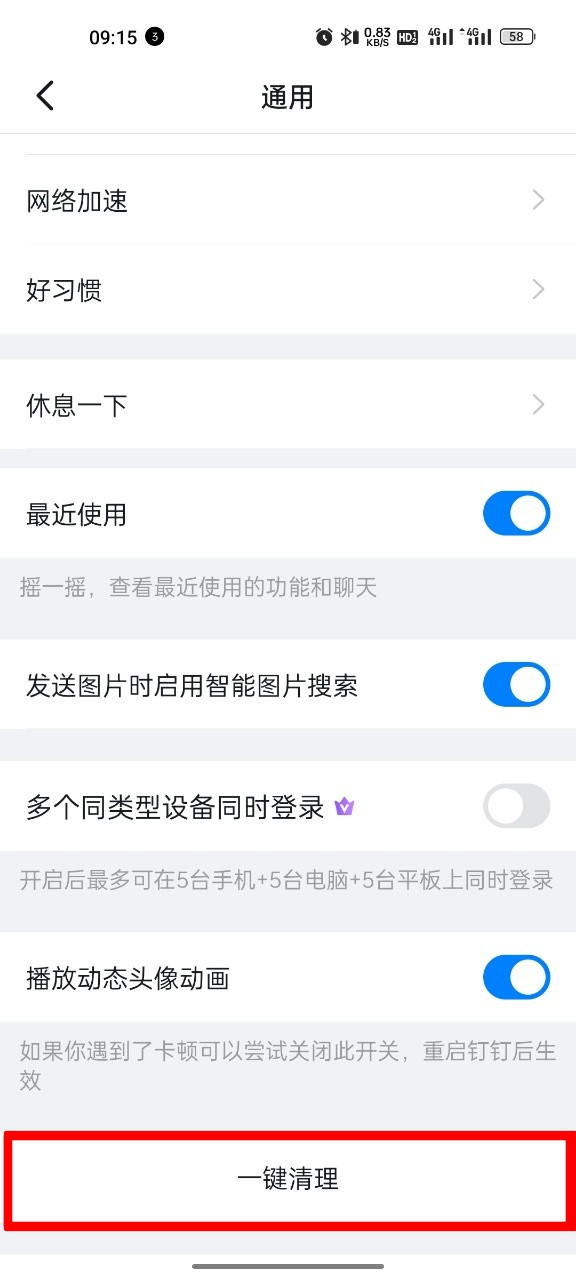 09:15 3 0.83 KB/S HD 4G 4G 58
通用
网络加速
好习惯
休息一下
最近使用
摇一摇，查看最近使用的功能和聊天
发送图片时启用智能图片搜索
多个同类型设备同时登录
开启后最多可在5台手机+5台电脑+5台平板上同时登录
播放动态头像动画
如果你遇到了卡顿可以尝试关闭此开关，重启钉钉后生
效
一键清理